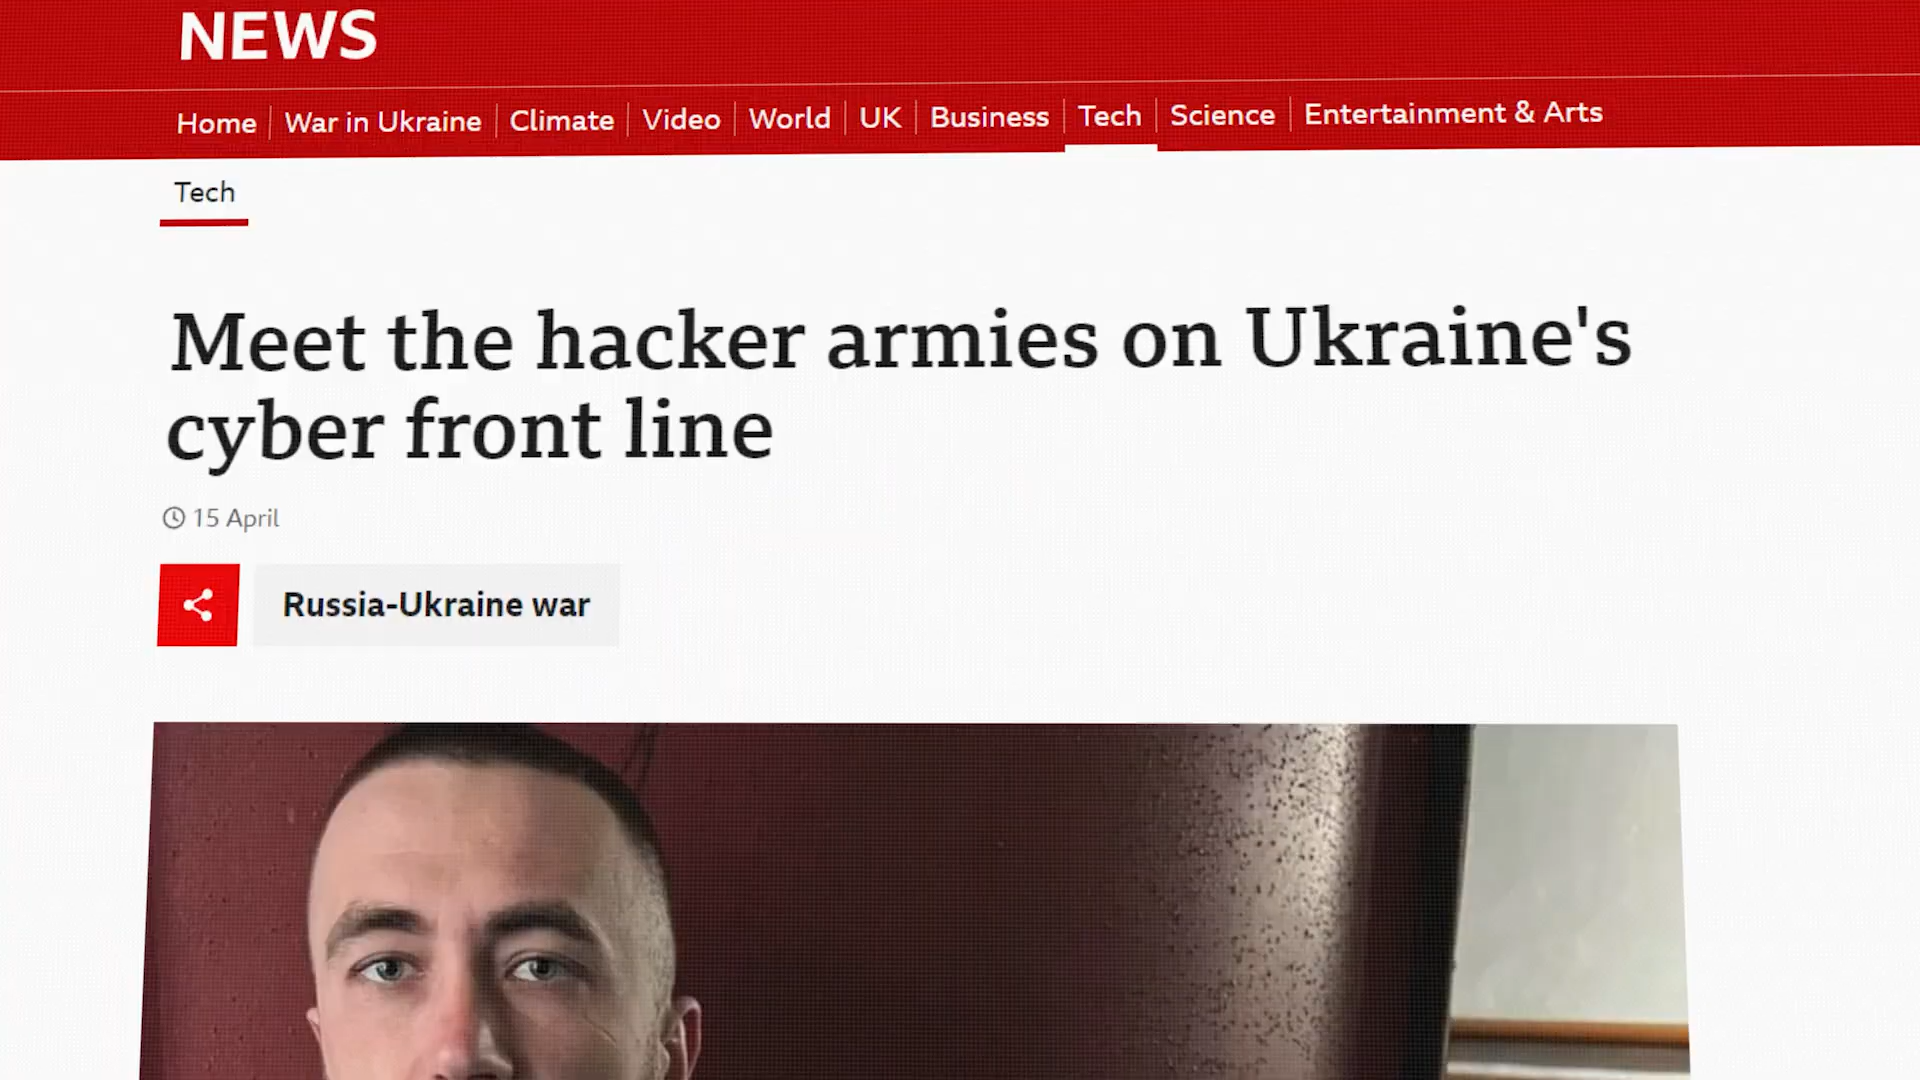 NEWS
Home War in Ukraine Climate Video World UK Business Tech Science Entertainment & Arts
Tech
Meet the hacker armies on Ukraine's
cyber front line
15 April
Russia-Ukraine war